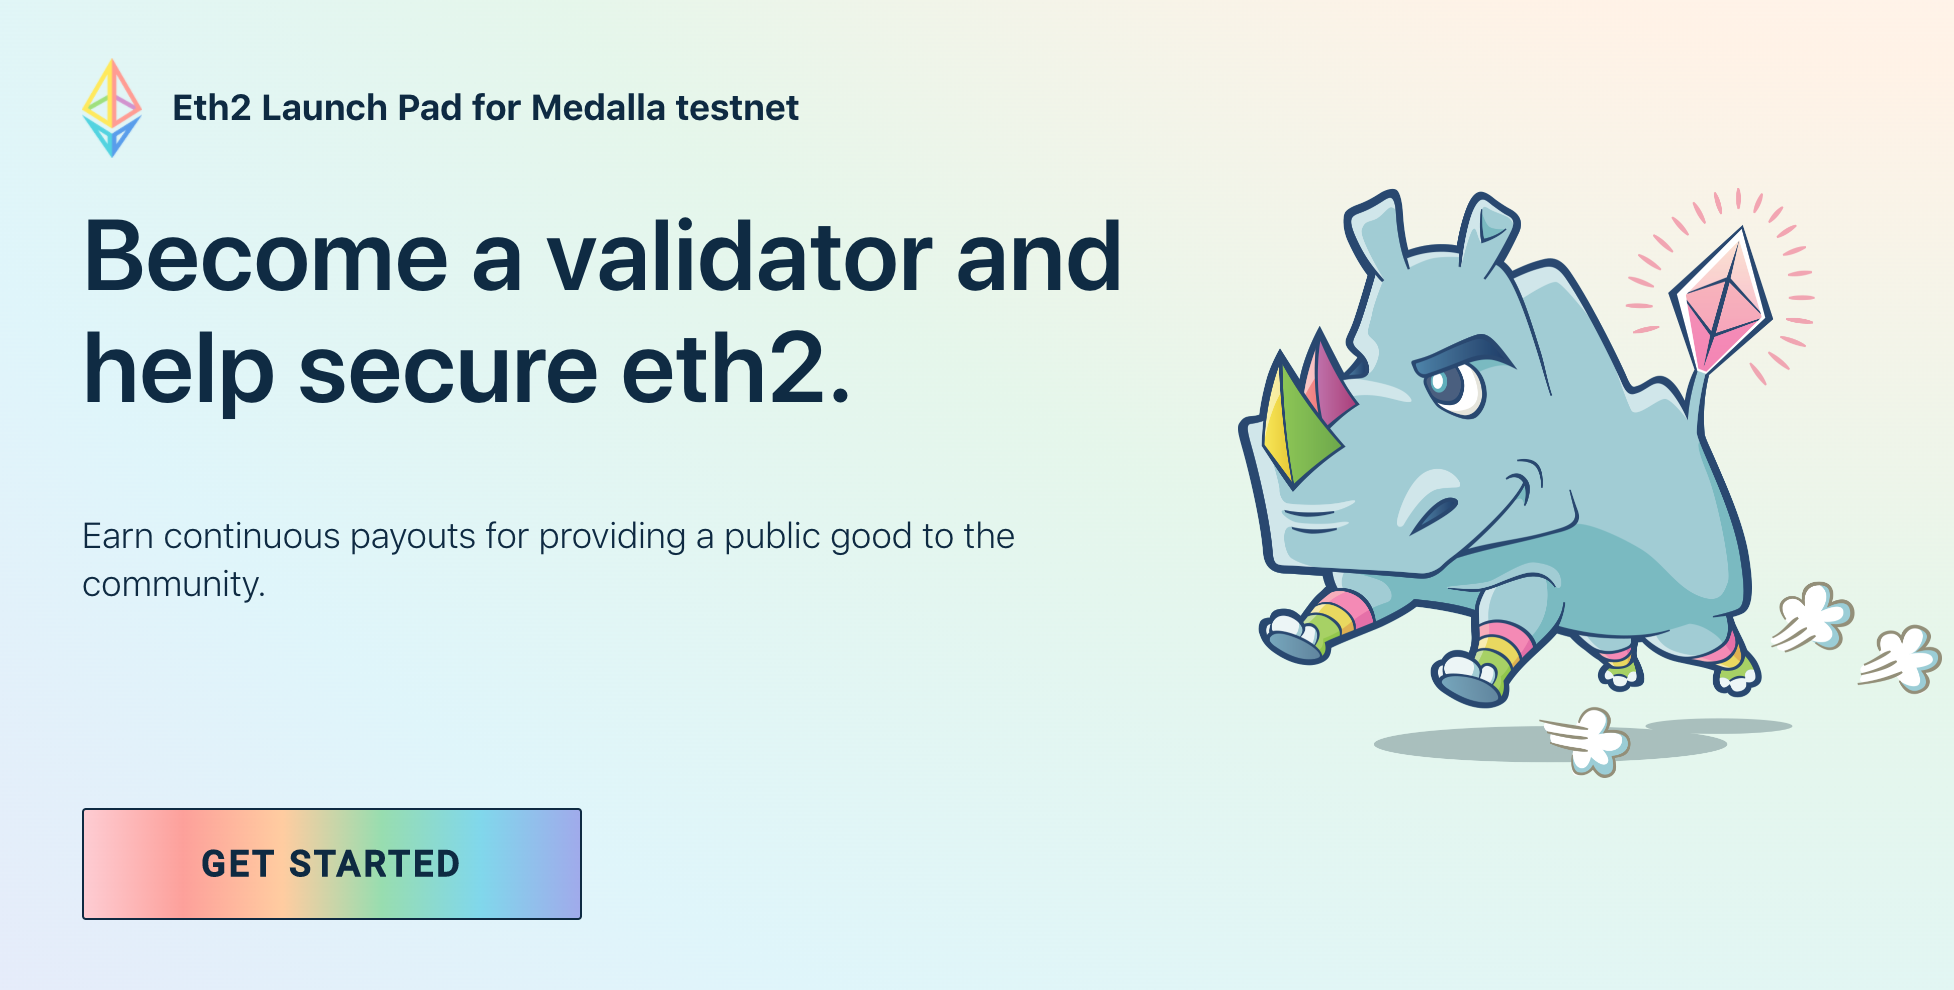 Eth2 Launch Pad for Medalla testnet
Become a validator and
help secure eth2.
Earn continuous payouts for providing a public good to the
community.
GET STARTED